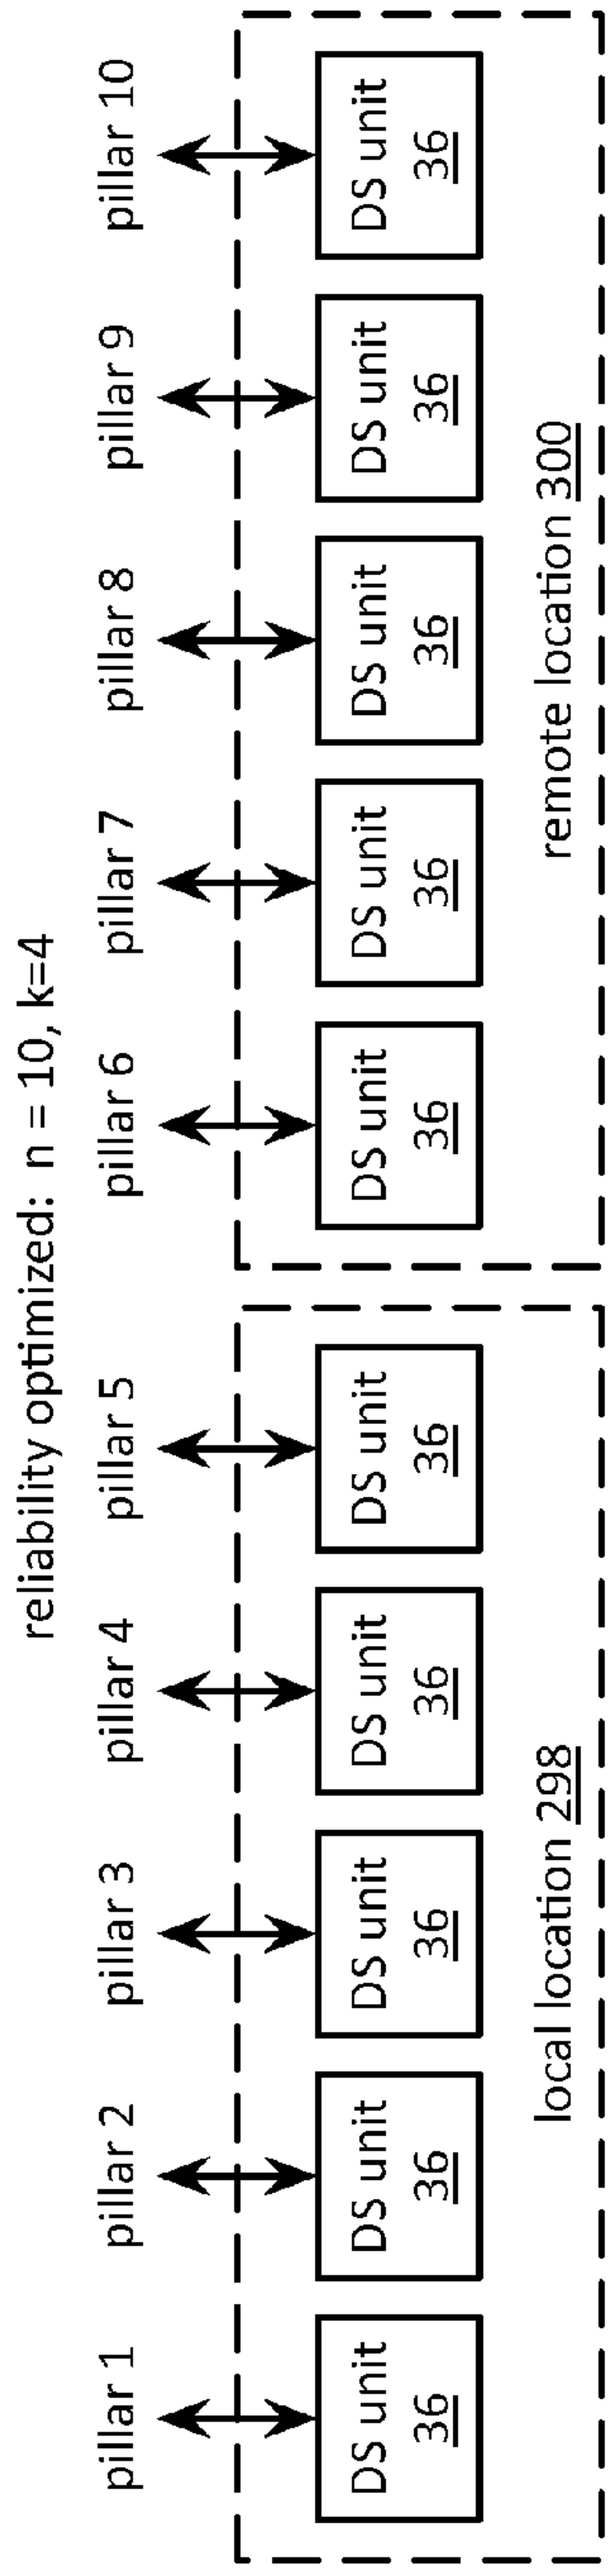 reliability optimized: n = 10, k=4
pillar 1
pillar 2
pillar 3
pillar 4
pillar 5
pillar 6
pillar 7
pillar 8
pillar 9
pillar 10
DS unit
36
DS unit
36
DS unit
36
DS unit
36
DS unit
36
DS unit
36
DS unit
36
DS unit
36
DS unit
36
DS unit
36
local location 298
remote location 300